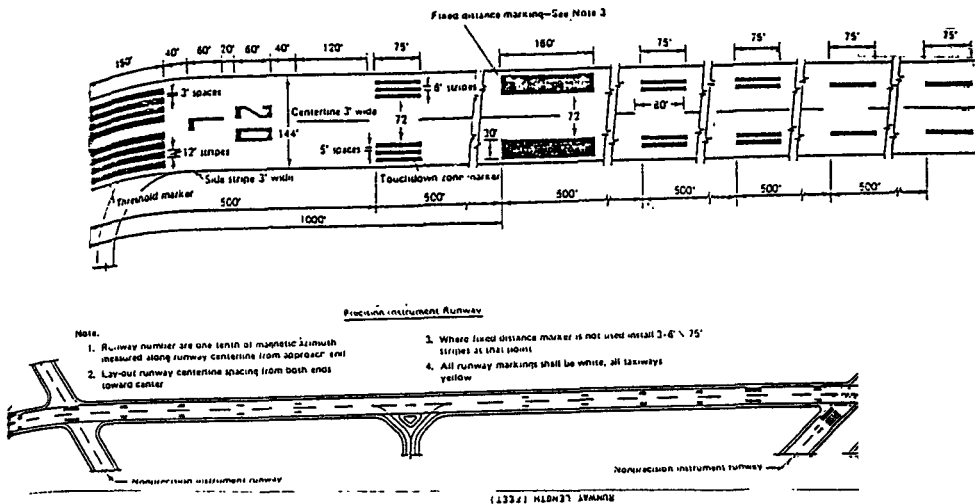 Fixed distance marking—See Note 3
150' 40' 60' 20' 60' 40' 120' 75' 160' 75' 75' 75' 75'
3' spaces
6' stripes
Centerline 3' wide
L
2
144'
72
72
60'
12' stripes
5' spaces
20'
Side stripe 3' wide
Touchdown zone marker
Threshold marker
500' 500' 500' 500' 500' 500'
1000'
Precision Instrument Runway
Note.
1. Runway number are one tenth of magnetic azimuth
measured along runway centerline from approach end
2. Lay-out runway centerline spacing from both ends
toward center
3. Where fixed distance marker is not used install 3-6' \ 75'
stripes at that point
4. All runway markings shall be white, all taxiways
yellow
Nonprecision instrument runway
Nonprecision instrument runway
RUNWAY LENGTH (FEET)